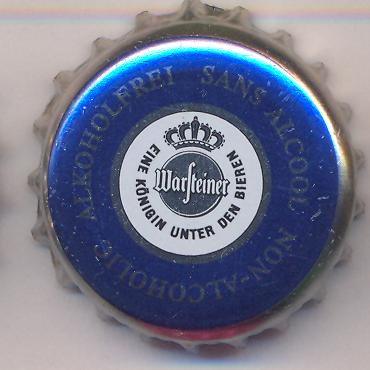 ALKOHOLFREI SANS ALCOOL NON-ALCOHOLIC
Warsteiner
EINE KÖNIGIN UNTER DEN BIEREN